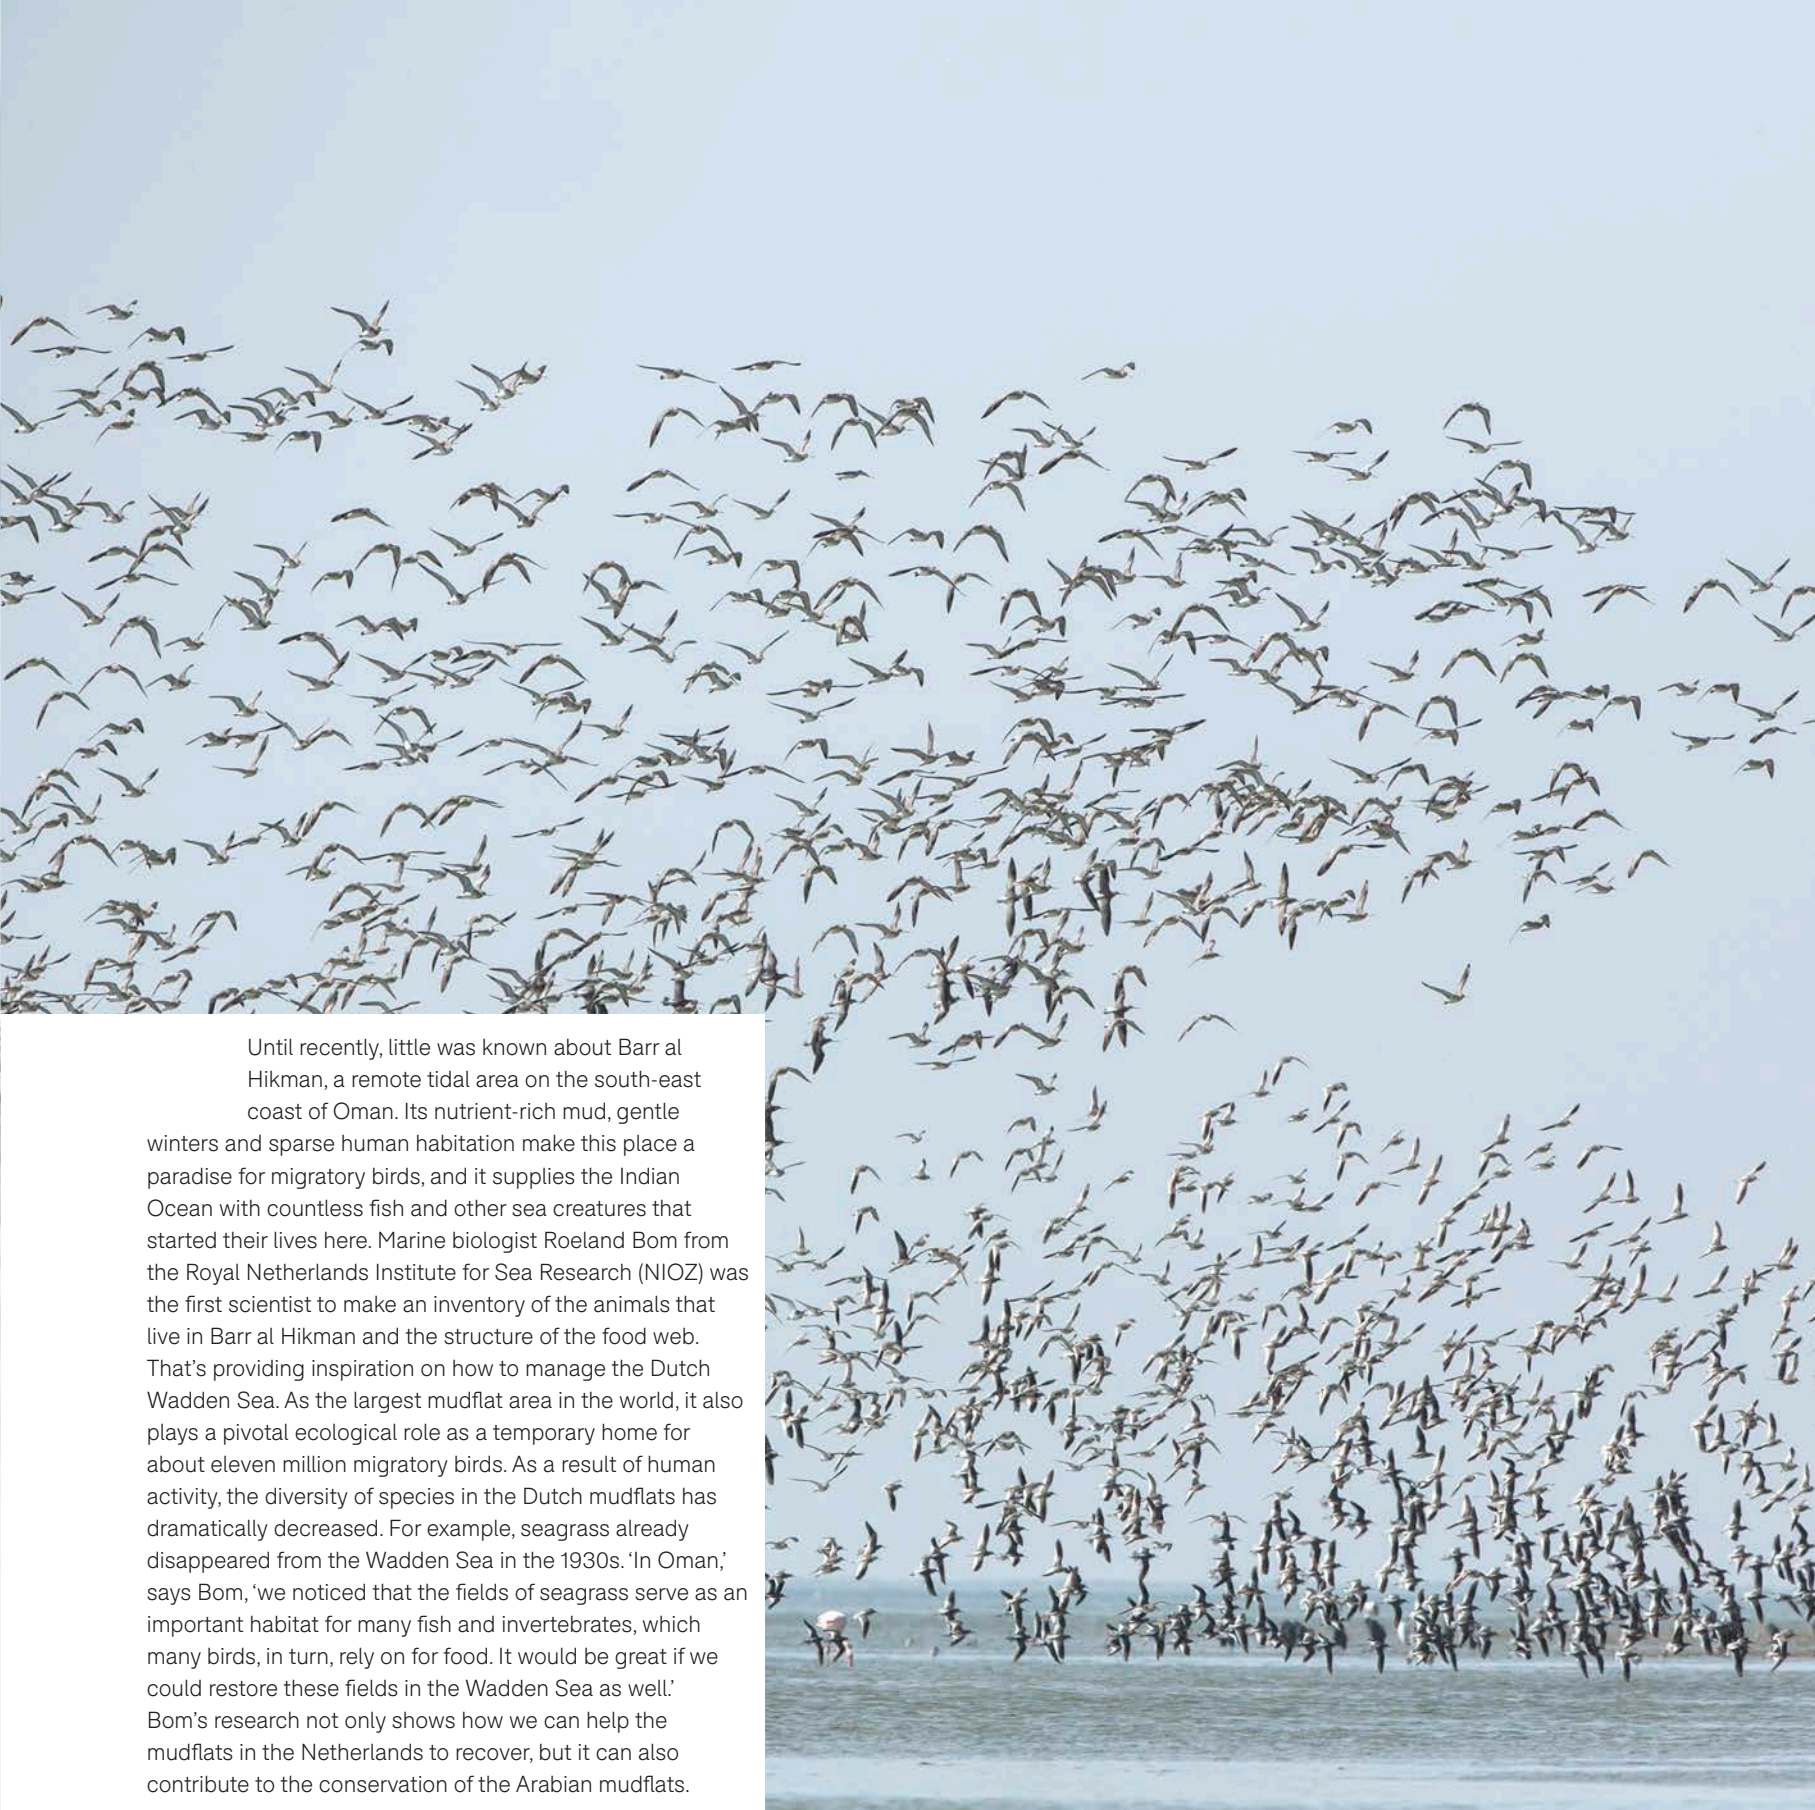 Until recently, little was known about Barr al
Hikman, a remote tidal area on the south-east
coast of Oman. Its nutrient-rich mud, gentle
winters and sparse human habitation make this place a
paradise for migratory birds, and it supplies the Indian
Ocean with countless fish and other sea creatures that
started their lives here. Marine biologist Roeland Bom from
the Royal Netherlands Institute for Sea Research (NIOZ) was
the first scientist to make an inventory of the animals that
live in Barr al Hikman and the structure of the food web.
That’s providing inspiration on how to manage the Dutch
Wadden Sea. As the largest mudflat area in the world, it also
plays a pivotal ecological role as a temporary home for
about eleven million migratory birds. As a result of human
activity, the diversity of species in the Dutch mudflats has
dramatically decreased. For example, seagrass already
disappeared from the Wadden Sea in the 1930s. ‘In Oman,’
says Bom, ‘we noticed that the fields of seagrass serve as an
important habitat for many fish and invertebrates, which
many birds, in turn, rely on for food. It would be great if we
could restore these fields in the Wadden Sea as well.’
Bom’s research not only shows how we can help the
mudflats in the Netherlands to recover, but it can also
contribute to the conservation of the Arabian mudflats.